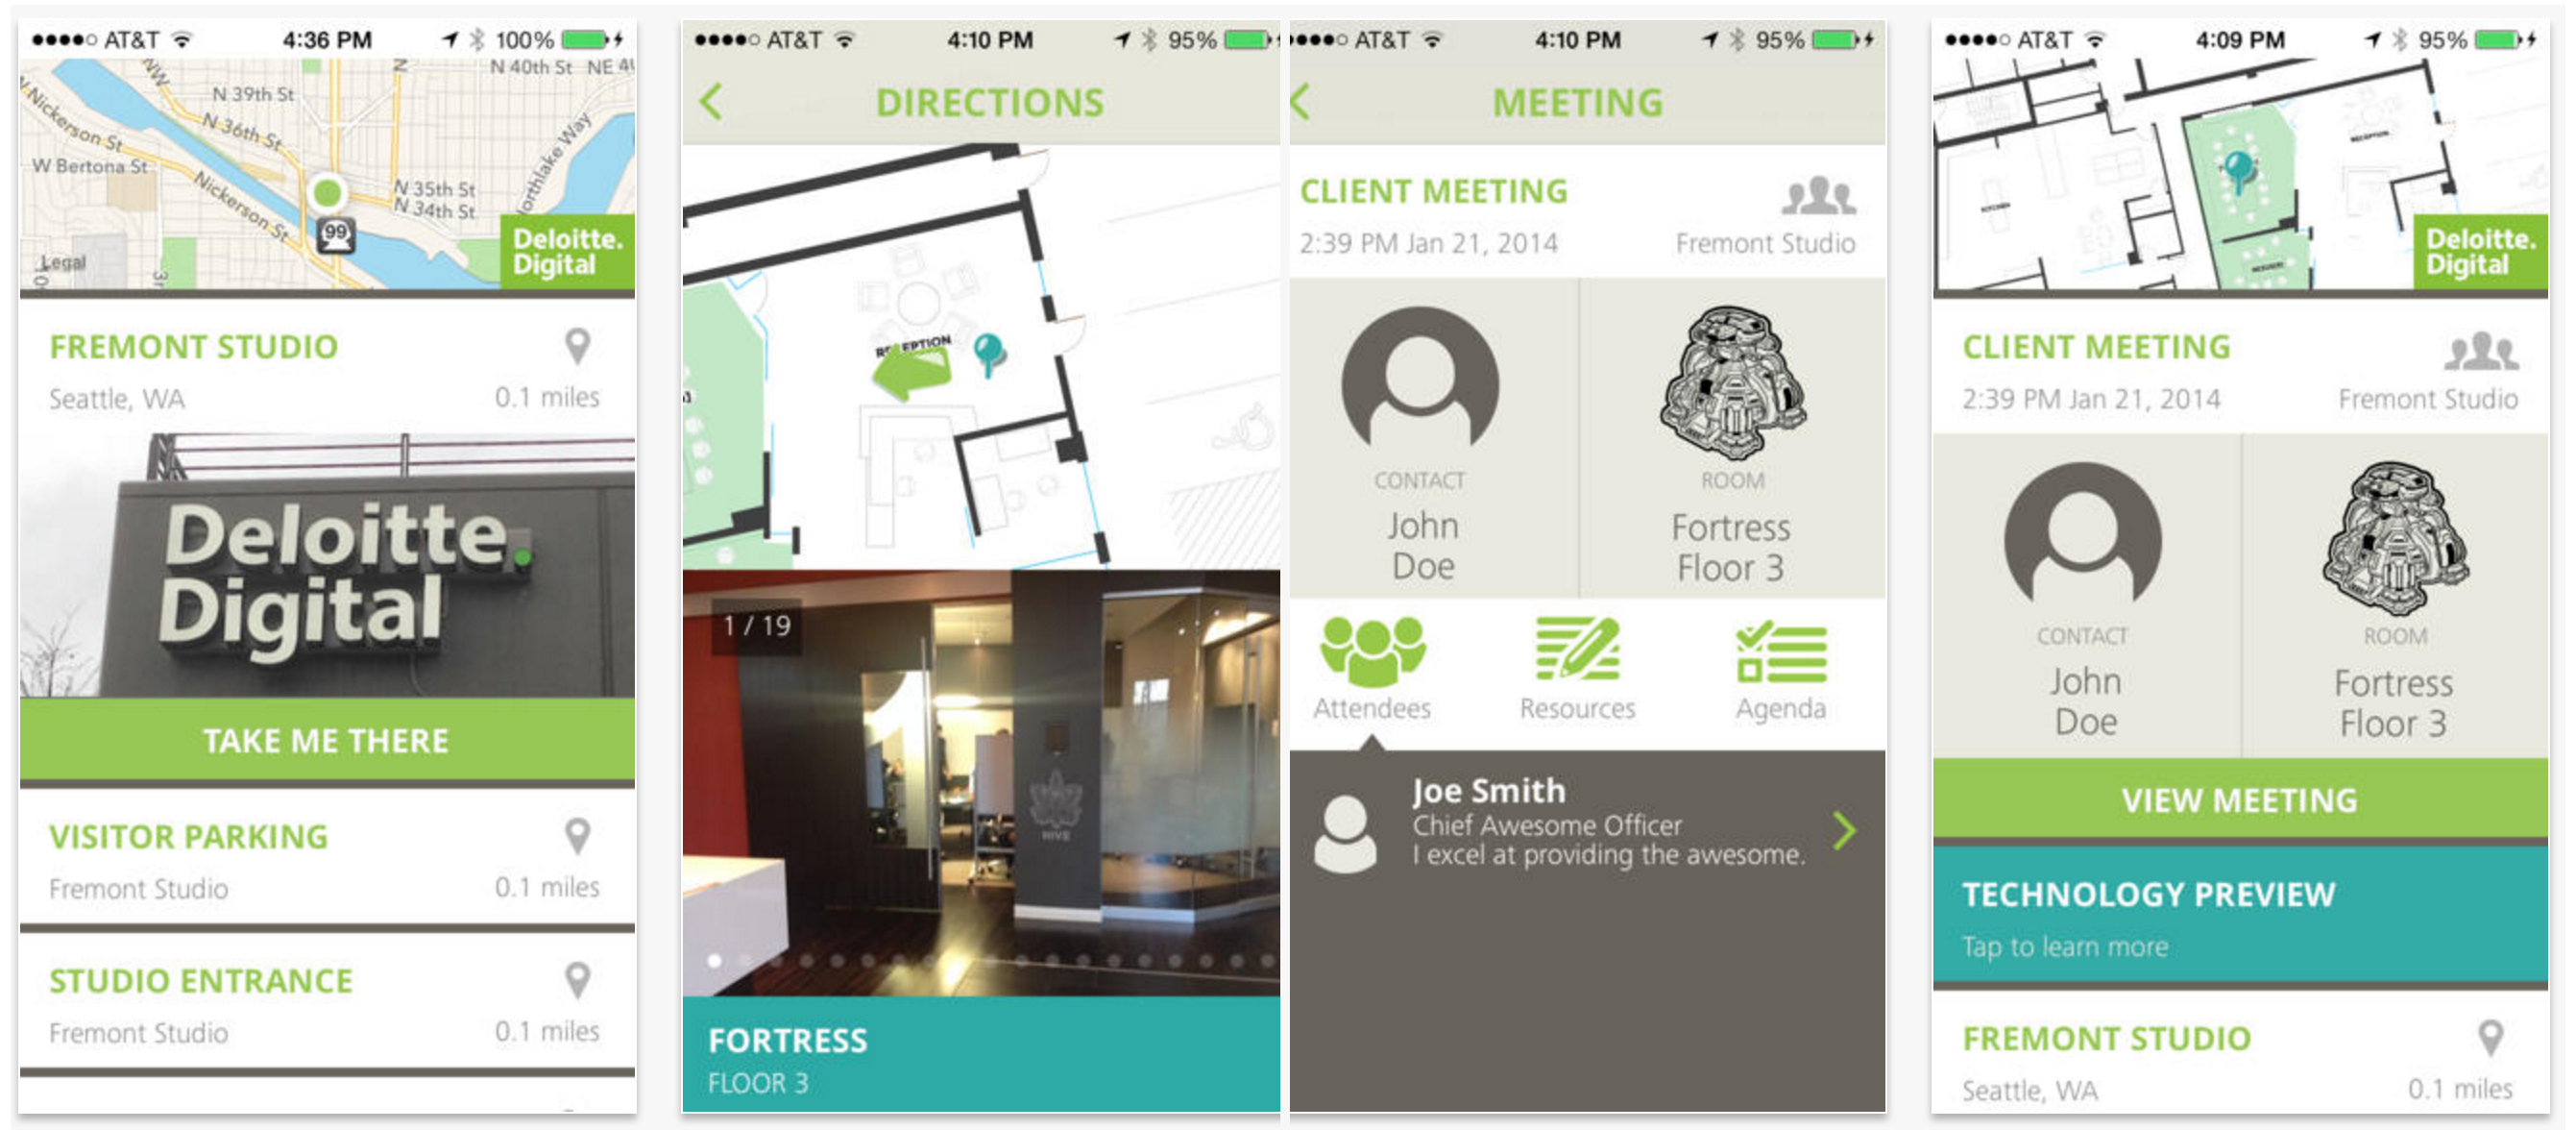 AT&T 4:36 PM 100%
N 40th St NE
NW
N
N 39th St
N 36th St
Nickerson St
W Bertona St
Nickerson St
N 35th St
N 34th St
Northlake Way
99
Legal
Deloitte.
Digital
FREMONT STUDIO
Seattle, WA 0.1 miles
Deloitte.
Digital
TAKE ME THERE
VISITOR PARKING
Fremont Studio 0.1 miles
STUDIO ENTRANCE
Fremont Studio 0.1 miles
AT&T 4:10 PM 95%
DIRECTIONS
RECEPTION
1 / 19
HIVE
FORTRESS
FLOOR 3
AT&T 4:10 PM 95%
MEETING
CLIENT MEETING
2:39 PM Jan 21, 2014 Fremont Studio
CONTACT
John
Doe
ROOM
Fortress
Floor 3
Attendees Resources Agenda
Joe Smith
Chief Awesome Officer
I excel at providing the awesome.
AT&T 4:09 PM 95%
RECEPTION
KITCHEN
Deloitte.
Digital
CLIENT MEETING
2:39 PM Jan 21, 2014 Fremont Studio
CONTACT
John
Doe
ROOM
Fortress
Floor 3
VIEW MEETING
TECHNOLOGY PREVIEW
Tap to learn more
FREMONT STUDIO
Seattle, WA 0.1 miles